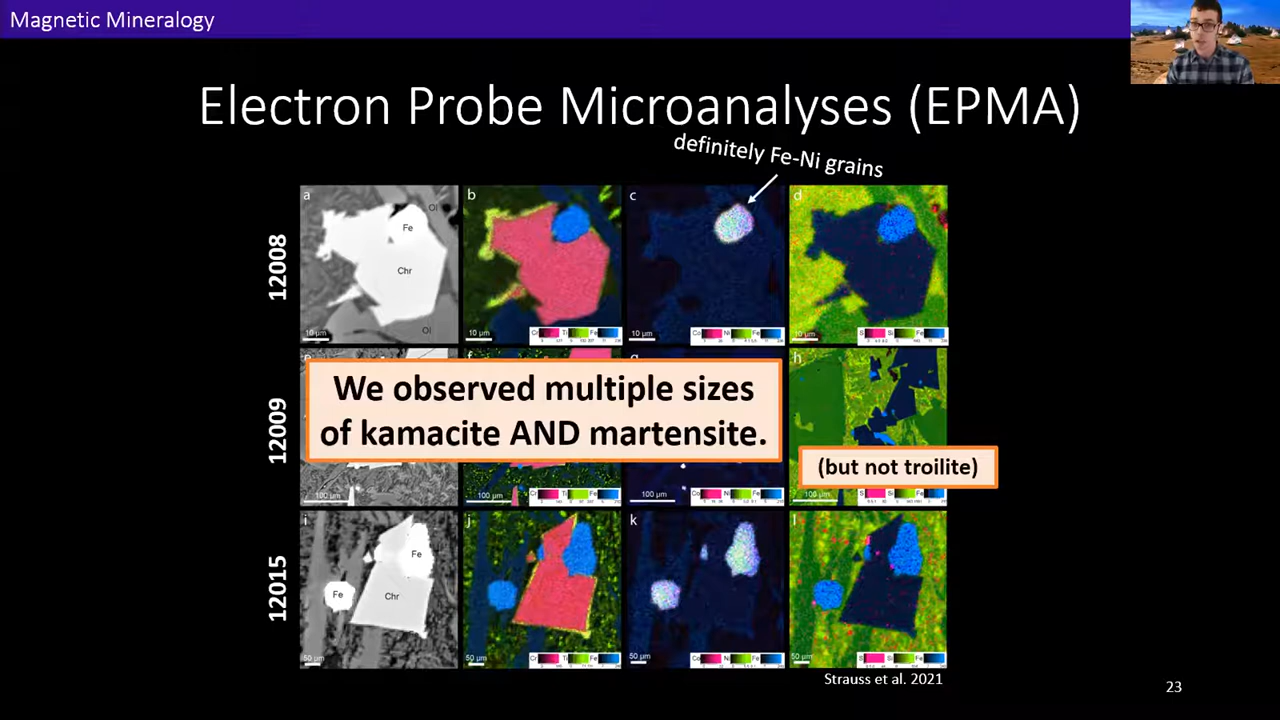 Magnetic Mineralogy
Electron Probe Microanalyses (EPMA)
definitely Fe-Ni grains
12008
a
Ol
Fe
Chr
Ol
10 μm
b
10 μm
c
10 μm
d
10 μm
12009
We observed multiple sizes
of kamacite AND martensite.
h
(but not troilite)
100 μm
100 μm
100 μm
100 μm
12015
i
Fe
Fe
Chr
50 μm
j
50 μm
k
50 μm
l
50 μm
Strauss et al. 2021
23